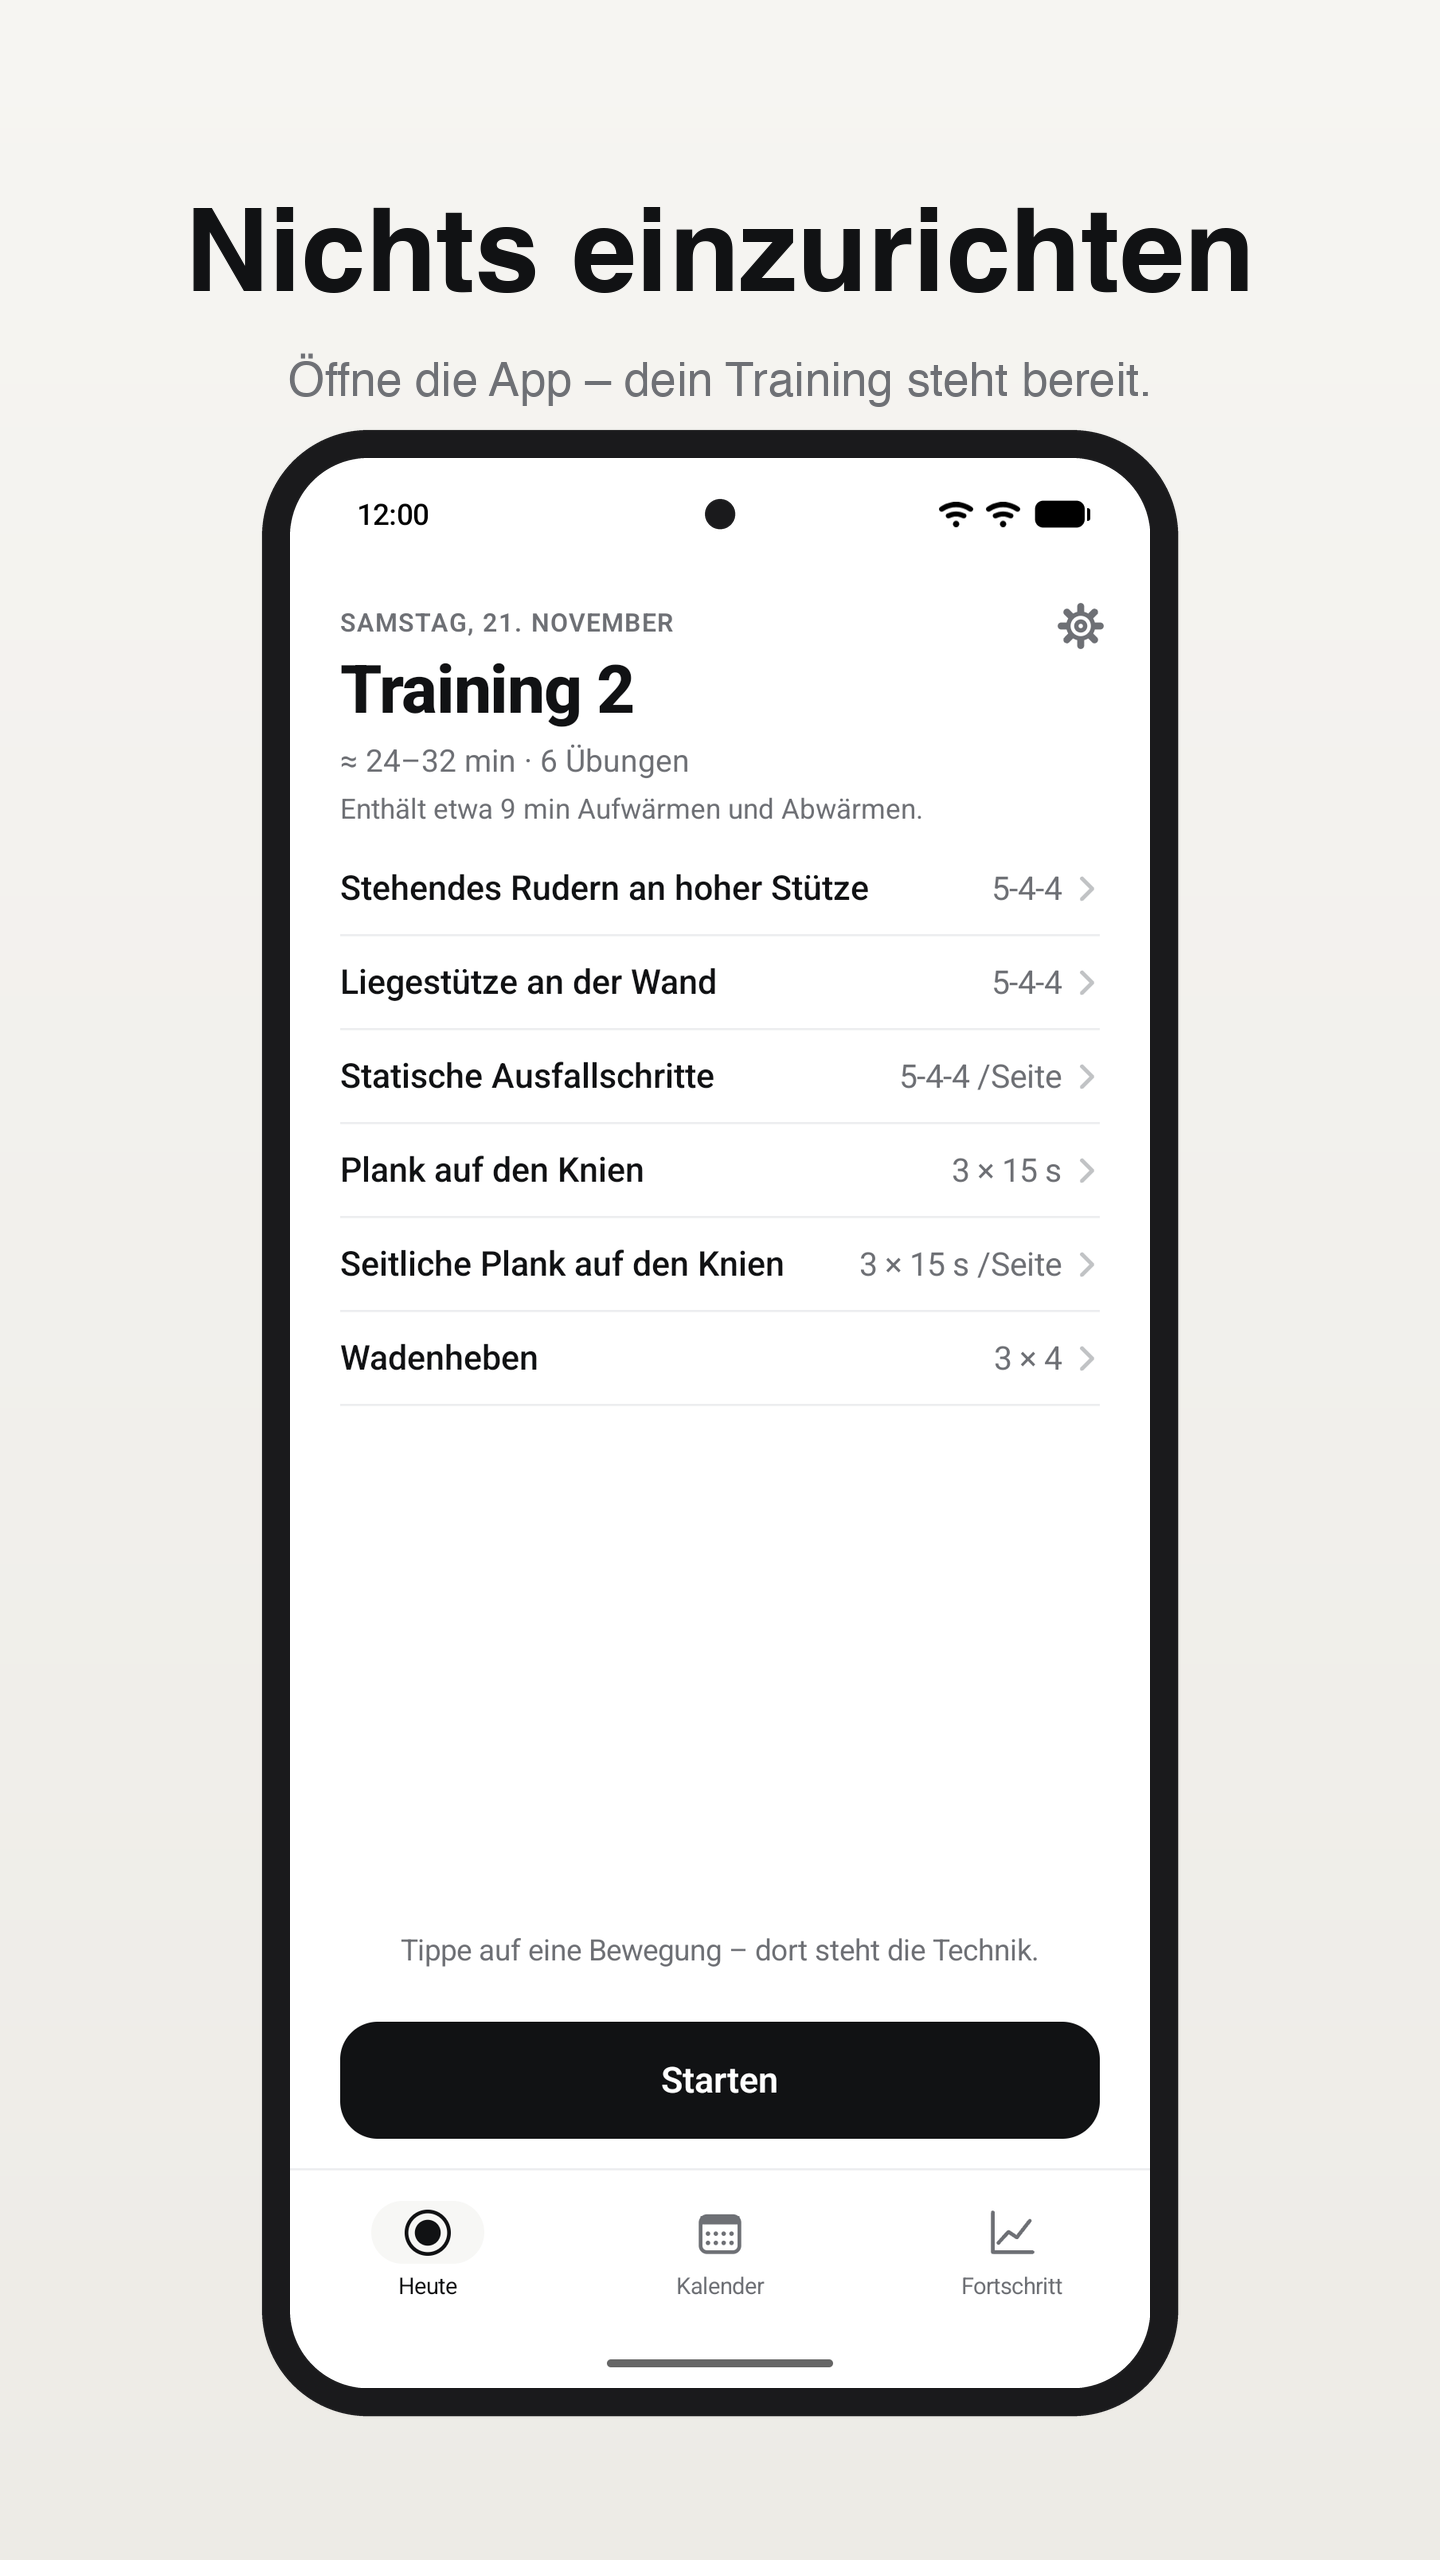 Nichts einzurichten
Öffne die App – dein Training steht bereit.
12:00
SAMSTAG, 21. NOVEMBER
Training 2
≈ 24–32 min · 6 Übungen
Enthält etwa 9 min Aufwärmen und Abwärmen.
Stehendes Rudern an hoher Stütze 5-4-4
Liegestütze an der Wand 5-4-4
Statische Ausfallschritte 5-4-4 /Seite
Plank auf den Knien 3 × 15 s
Seitliche Plank auf den Knien 3 × 15 s /Seite
Wadenheben 3 × 4
Tippe auf eine Bewegung – dort steht die Technik.
Starten
Heute Kalender Fortschritt